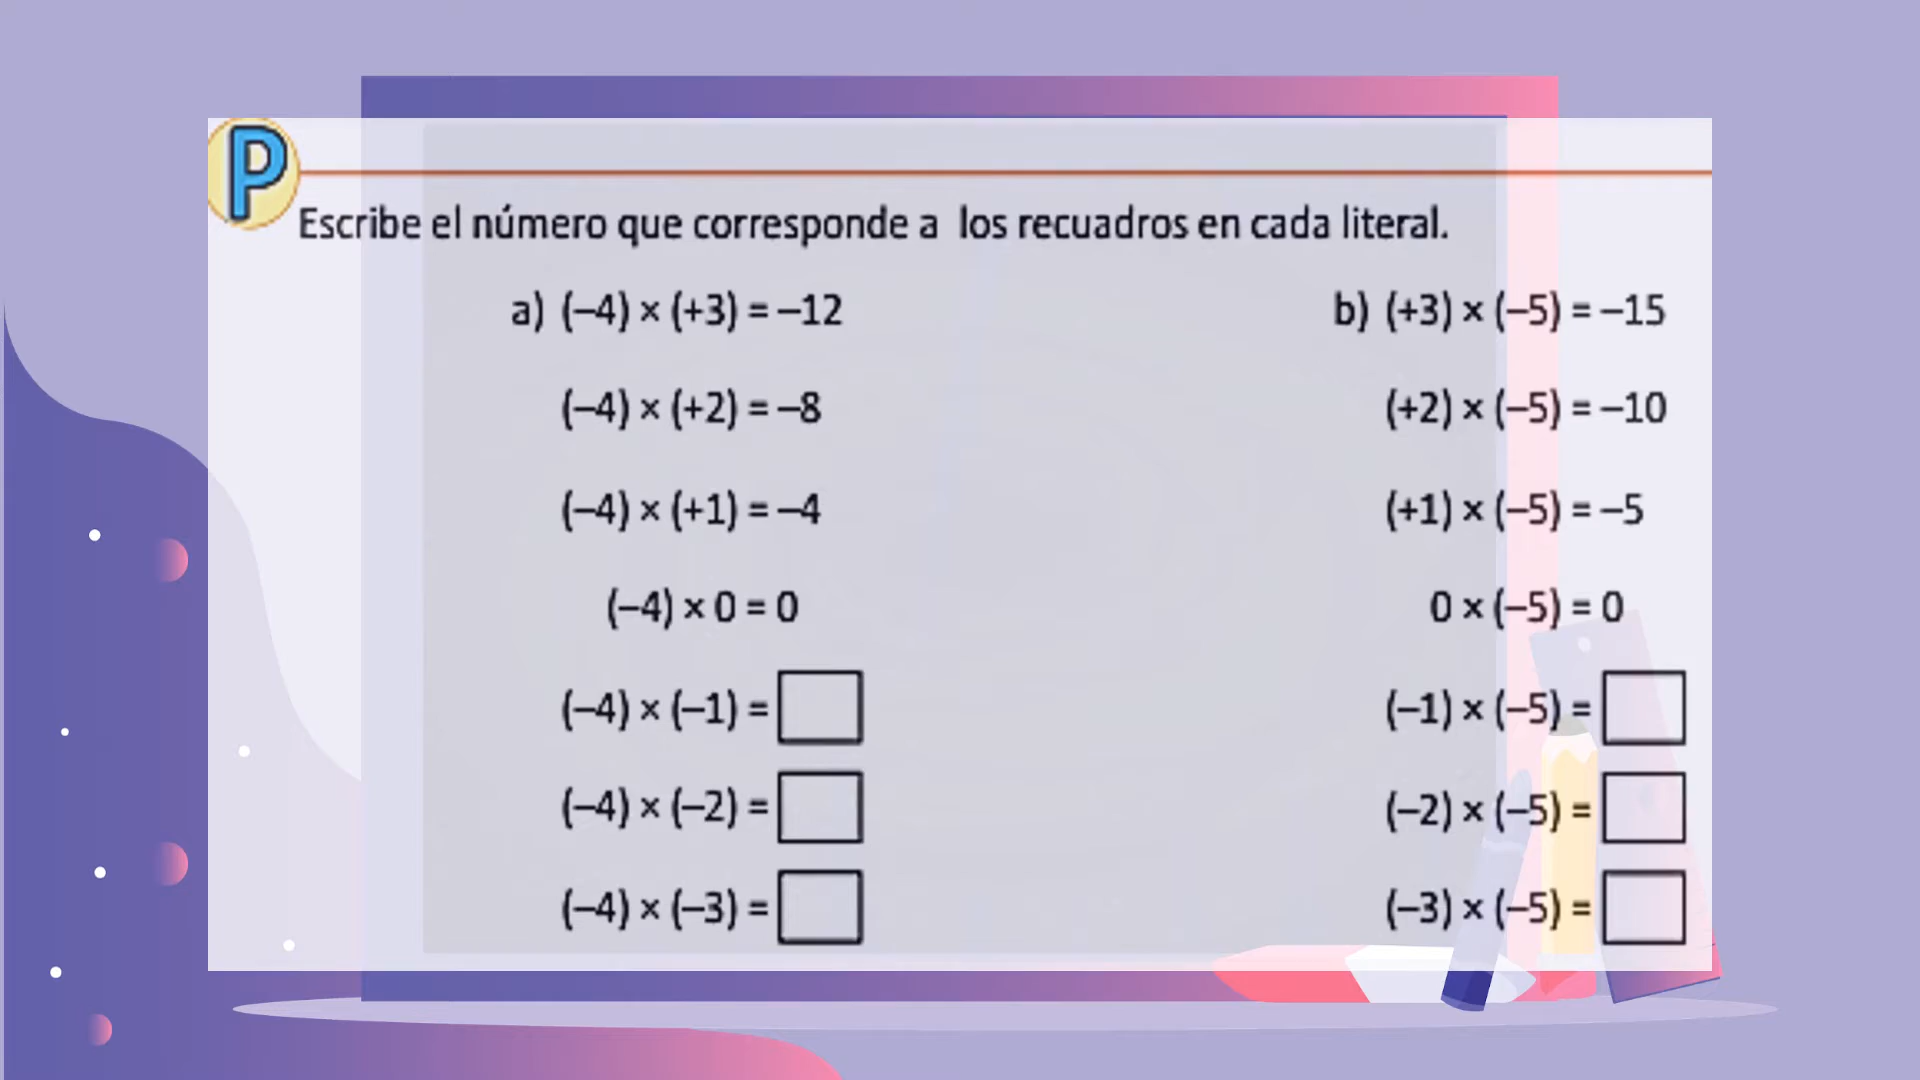 P
Escribe el número que corresponde a los recuadros en cada literal.
a) (–4) × (+3) = –12
(–4) × (+2) = –8
(–4) × (+1) = –4
(–4) × 0 = 0
(–4) × (–1) =
(–4) × (–2) =
(–4) × (–3) =
b) (+3) × (–5) = –15
(+2) × (–5) = –10
(+1) × (–5) = –5
0 × (–5) = 0
(–1) × (–5) =
(–2) × (–5) =
(–3) × (–5) =